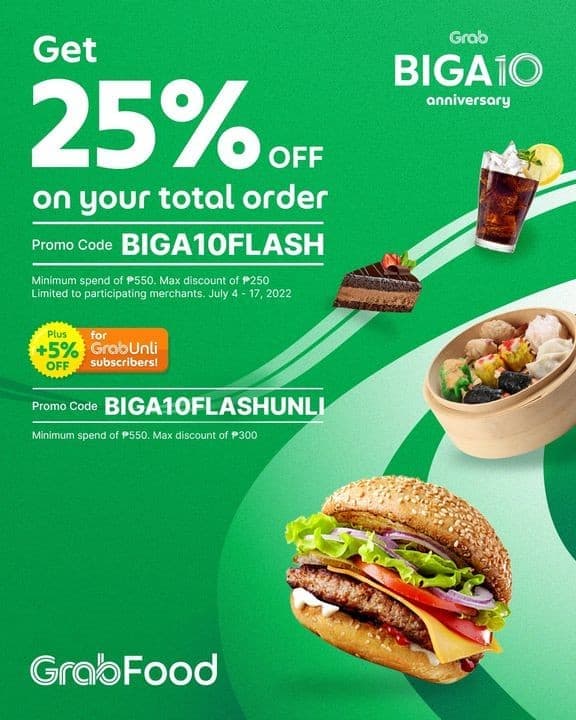 Get
25% OFF
on your total order
Promo Code BIGA10FLASH
Minimum spend of ₱550. Max discount of ₱250
Limited to participating merchants. July 4 - 17, 2022
Plus
+5%
OFF
for
GrabUnli
subscribers!
Promo Code BIGA10FLASHUNLI
Minimum spend of ₱550. Max discount of ₱300
Grab
BIGA10
anniversary
GrabFood